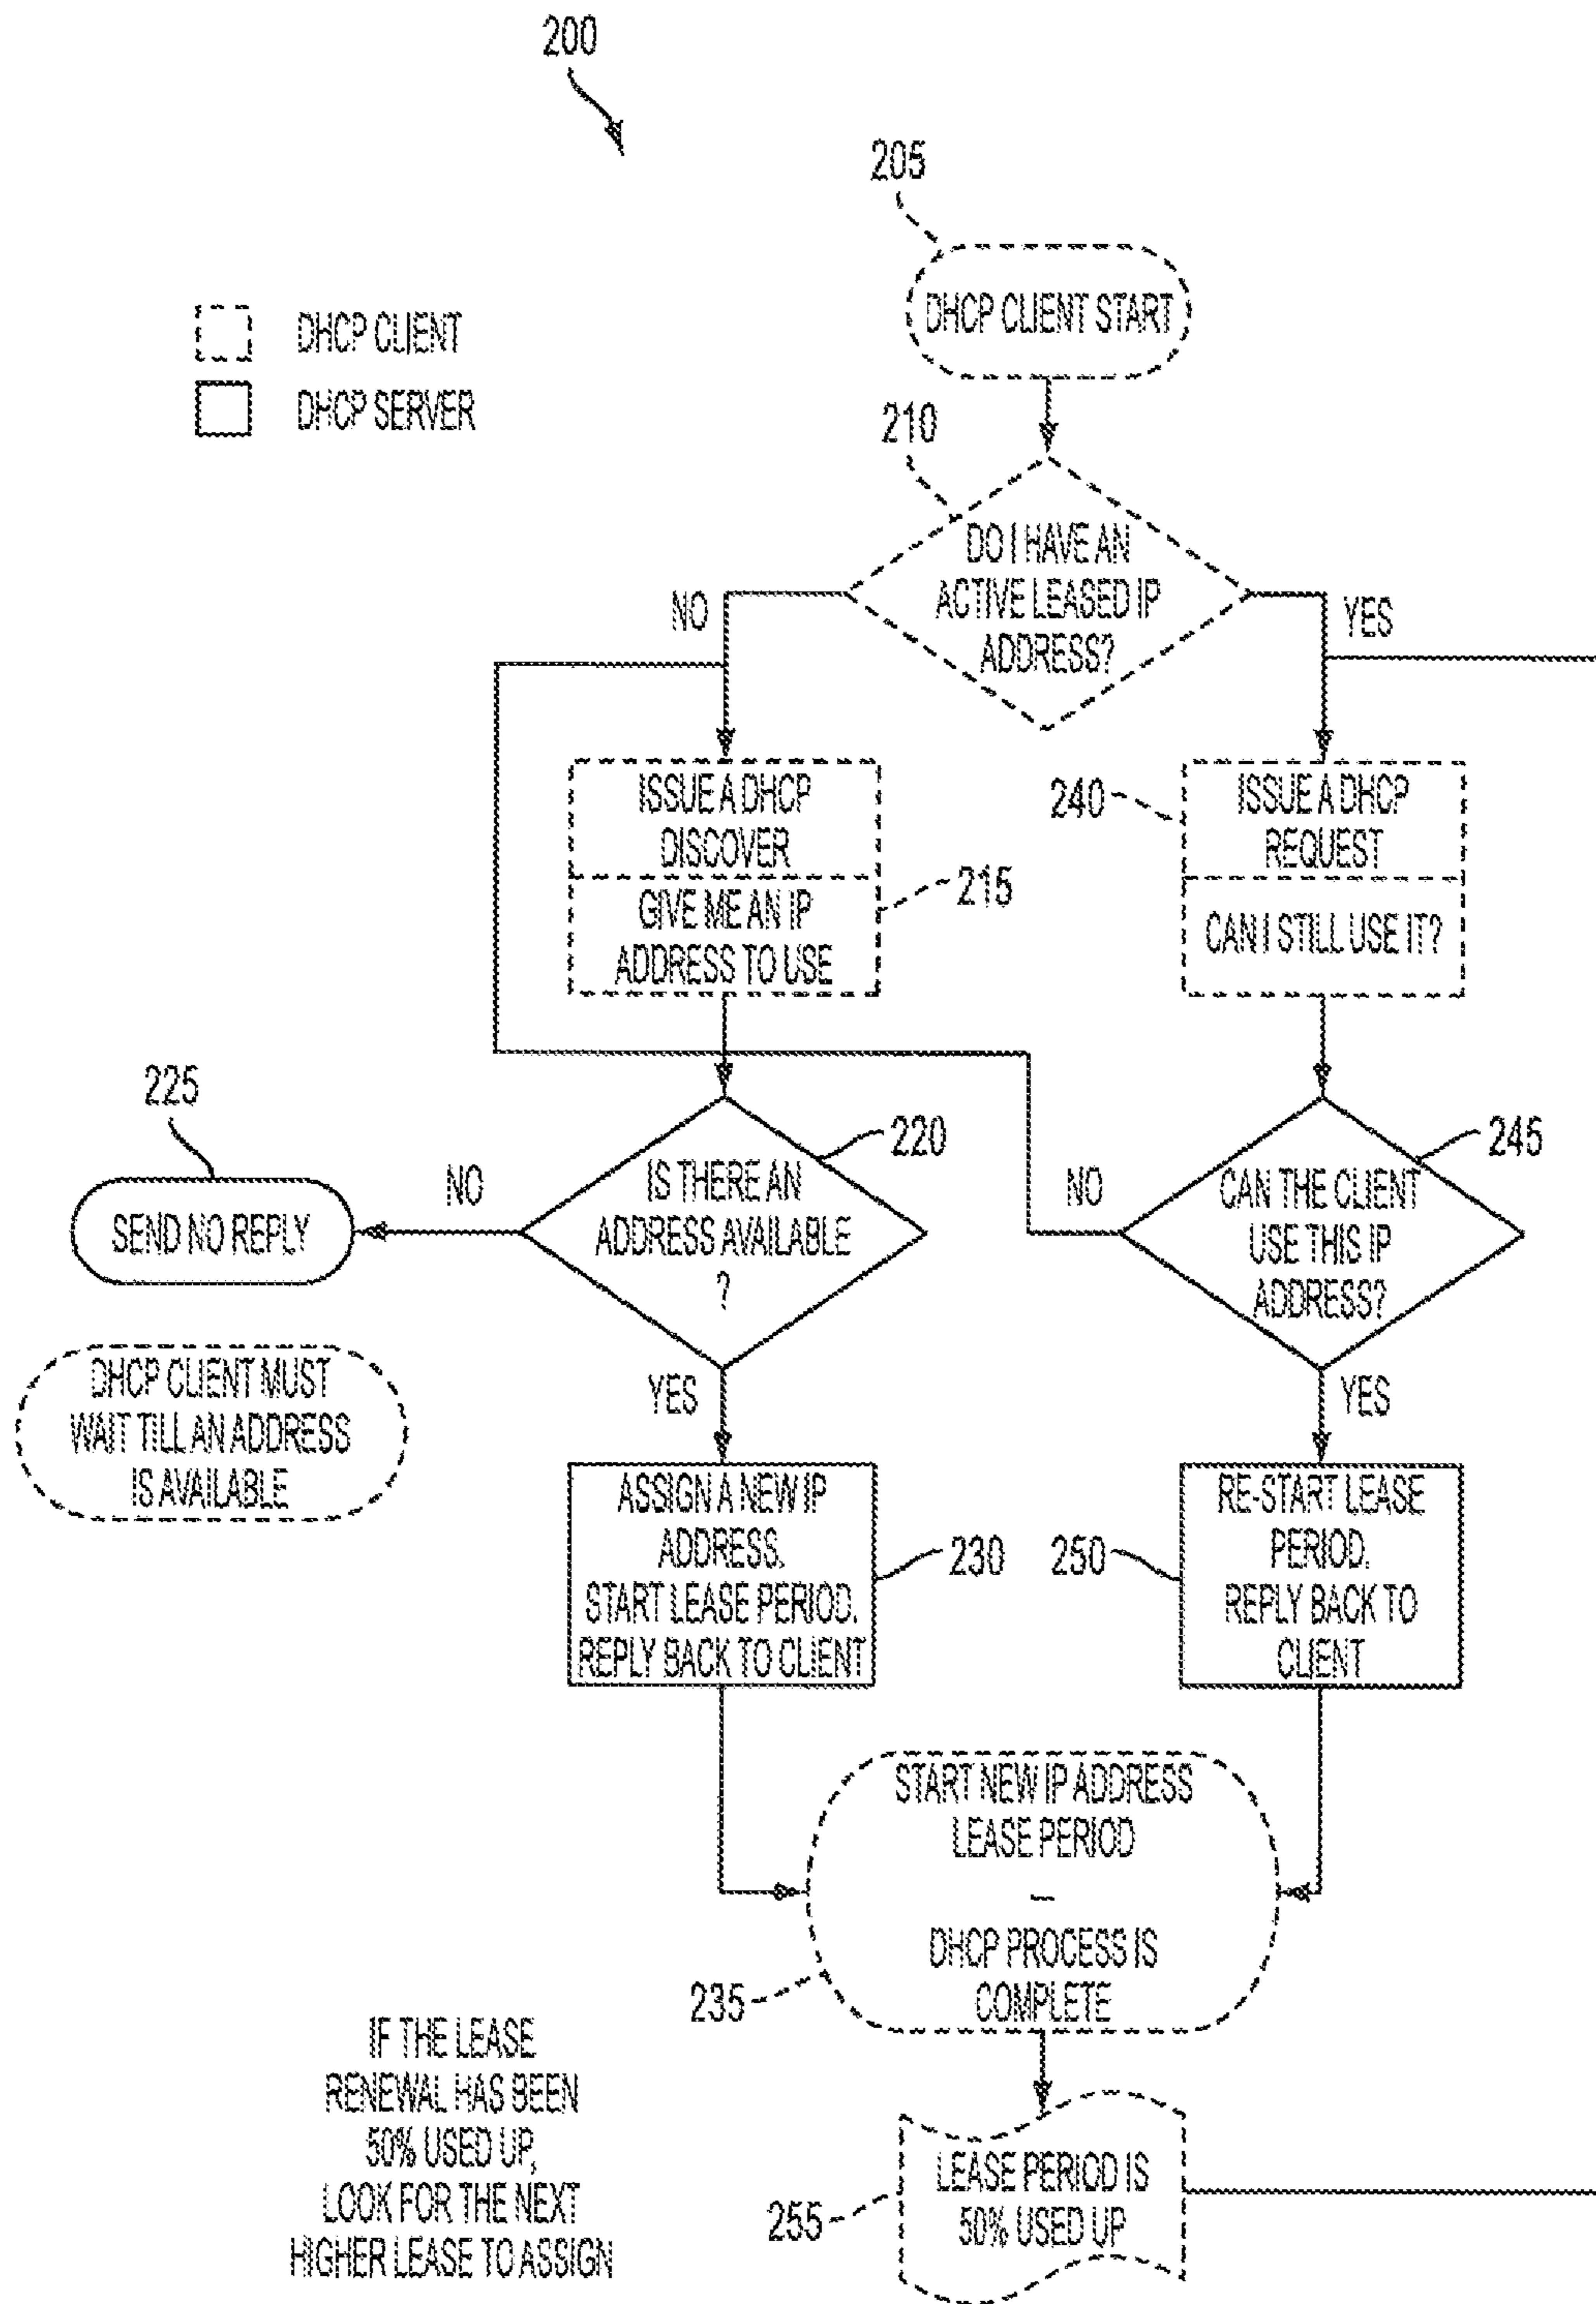 200
205
DHCP CLIENT
DHCP SERVER
DHCP CLIENT START
210
DO I HAVE AN
ACTIVE LEASED IP
ADDRESS?
NO
YES
ISSUE A DHCP
DISCOVER
GIVE ME AN IP
ADDRESS TO USE
215
240
ISSUE A DHCP
REQUEST
CAN I STILL USE IT?
225
SEND NO REPLY
NO
220
IS THERE AN
ADDRESS AVAILABLE
?
NO
245
CAN THE CLIENT
USE THIS IP
ADDRESS?
DHCP CLIENT MUST
WAIT TILL AN ADDRESS
IS AVAILABLE
YES
YES
ASSIGN A NEW IP
ADDRESS.
START LEASE PERIOD.
REPLY BACK TO CLIENT
230
250
RE-START LEASE
PERIOD.
REPLY BACK TO
CLIENT
START NEW IP ADDRESS
LEASE PERIOD
–
DHCP PROCESS IS
COMPLETE
235
IF THE LEASE
RENEWAL HAS BEEN
50% USED UP,
LOOK FOR THE NEXT
HIGHER LEASE TO ASSIGN
255
LEASE PERIOD IS
50% USED UP